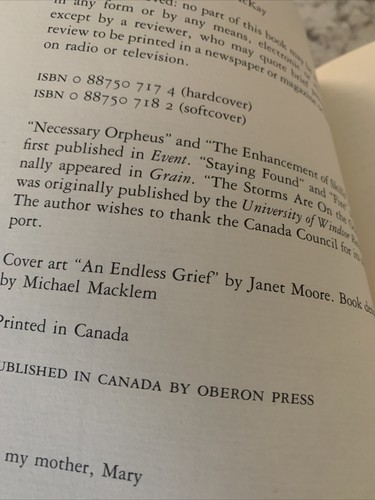 no part of this book may be
in any form or by any means, electronic
except by a reviewer, who may quote brief
review to be printed in a newspaper or magazine
on radio or television.
ISBN 0 88750 717 4 (hardcover)
ISBN 0 88750 718 2 (softcover)
"Necessary Orpheus" and "The Enhancement of
first published in Event. "Staying Found" and
nally appeared in Grain. "The Storms Are On the
was originally published by the University of Windsor
The author wishes to thank the Canada Council for
port.
Cover art "An Endless Grief" by Janet Moore. Book
by Michael Macklem
Printed in Canada
UBLISHED IN CANADA BY OBERON PRESS
my mother, Mary